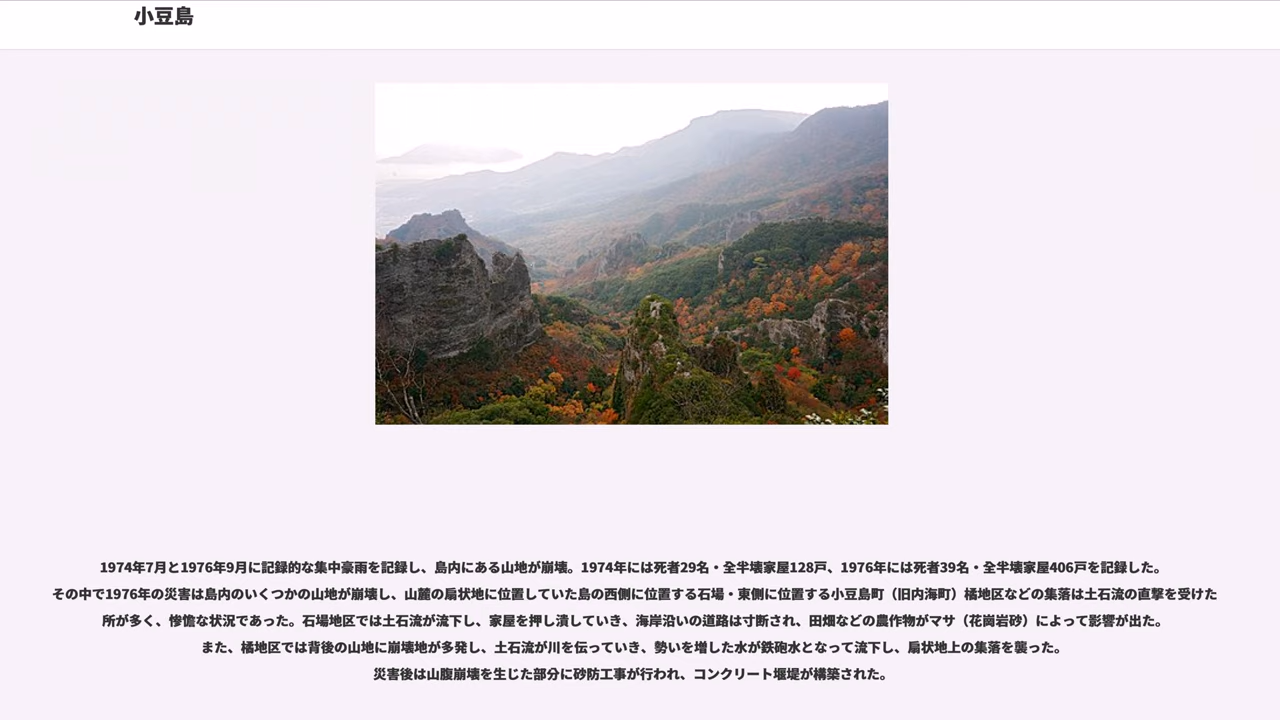 小豆島
1974年7月と1976年9月に記録的な集中豪雨を記録し、島内にある山地が崩壊。1974年には死者29名・全半壊家屋128戸、1976年には死者39名・全半壊家屋406戸を記録した。
その中で1976年の災害は島内のいくつかの山地が崩壊し、山麓の扇状地に位置していた島の西側に位置する石場・東側に位置する小豆島町（旧内海町）橘地区などの集落は土石流の直撃を受けた
所が多く、惨憺な状況であった。石場地区では土石流が流下し、家屋を押し潰していき、海岸沿いの道路は寸断され、田畑などの農作物がマサ（花崗岩砂）によって影響が出た。
また、橘地区では背後の山地に崩壊地が多発し、土石流が川を伝っていき、勢いを増した水が鉄砲水となって流下し、扇状地上の集落を襲った。
災害後は山腹崩壊を生じた部分に砂防工事が行われ、コンクリート堰堤が構築された。